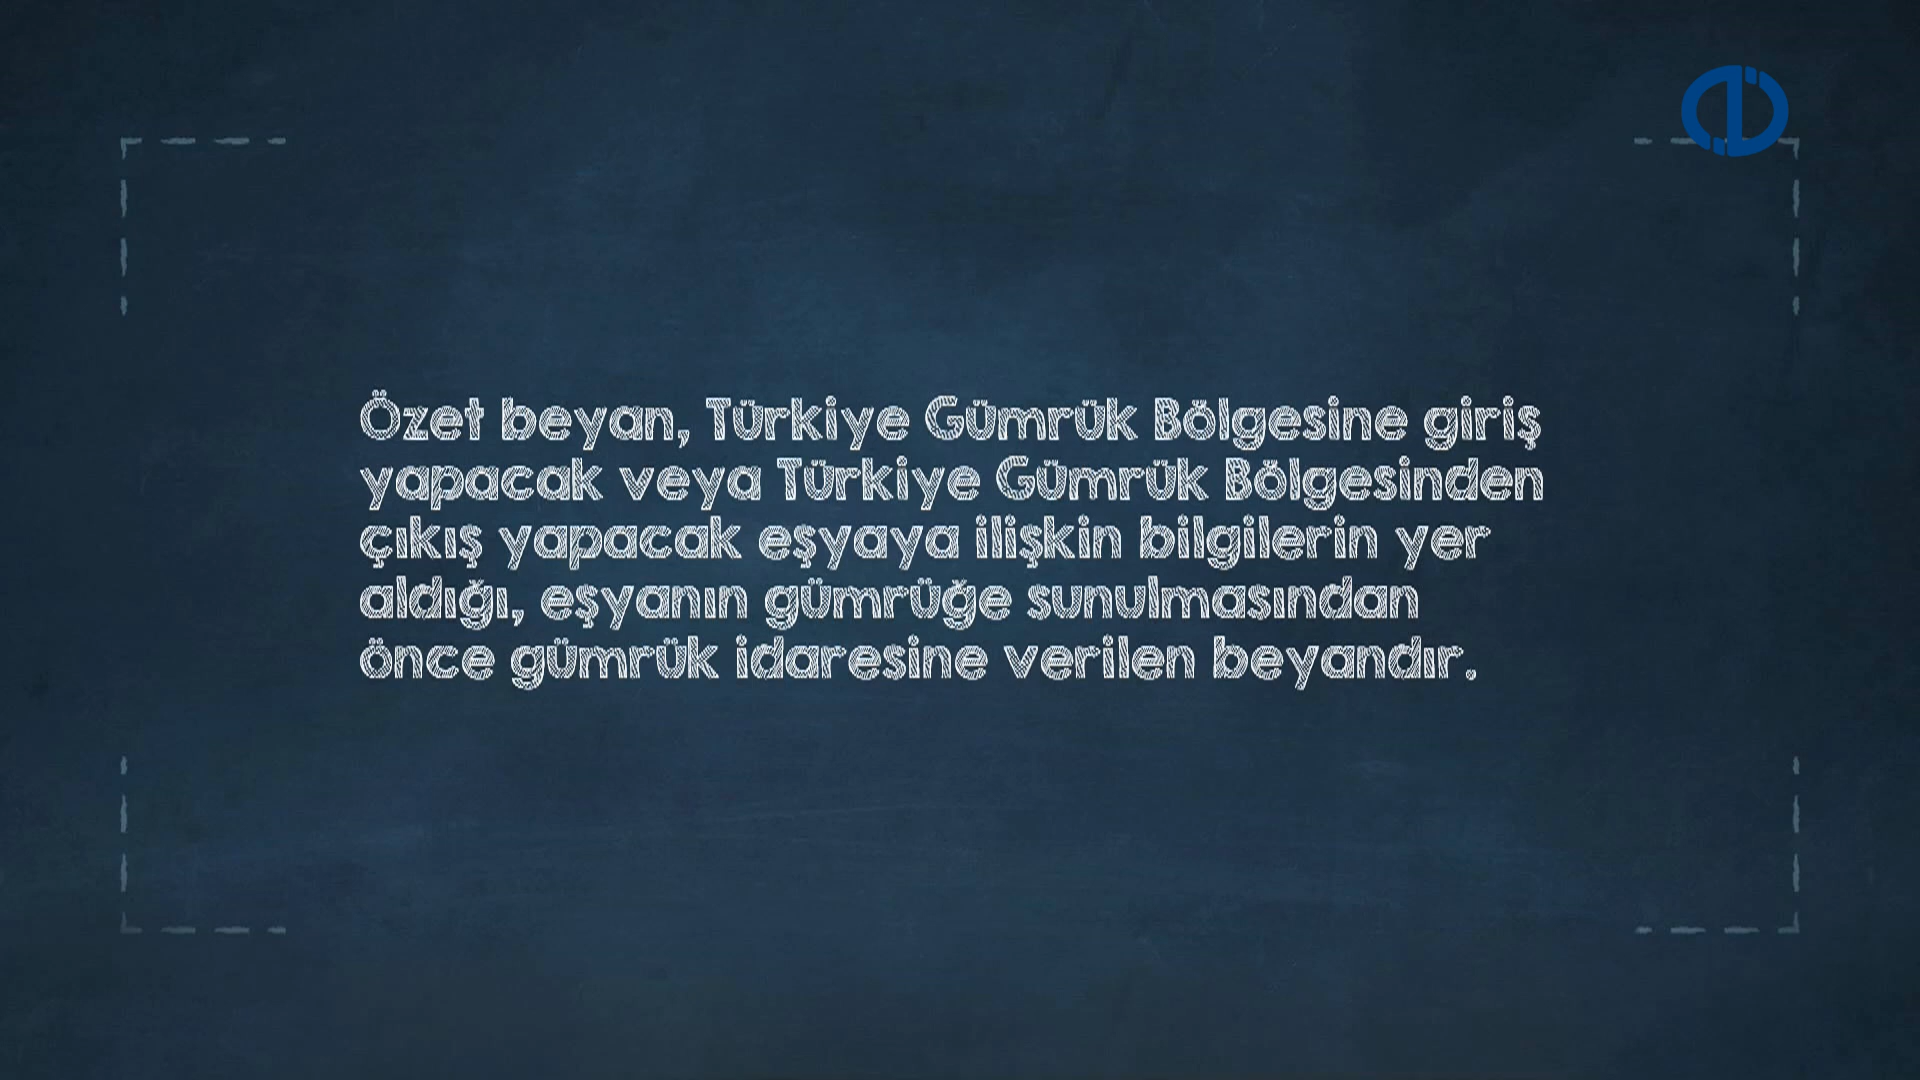 Özet beyan, Türkiye Gümrük Bölgesine giriş
yapacak veya Türkiye Gümrük Bölgesinden
çıkış yapacak eşyaya ilişkin bilgilerin yer
aldığı, eşyanın gümrüğe sunulmasından
önce gümrük idaresine verilen beyandır.